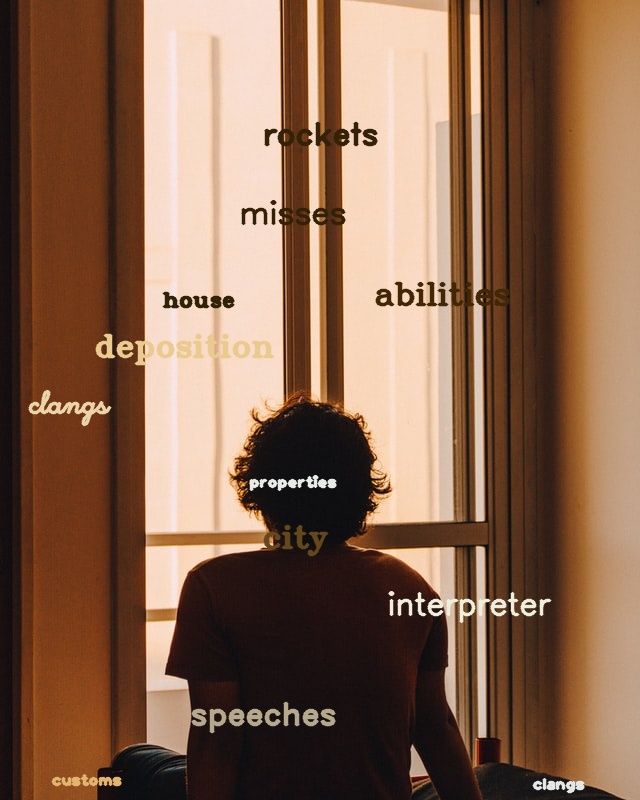 rockets
misses
house
abilities
deposition
clangs
properties
city
interpreter
speeches
customs
clangs